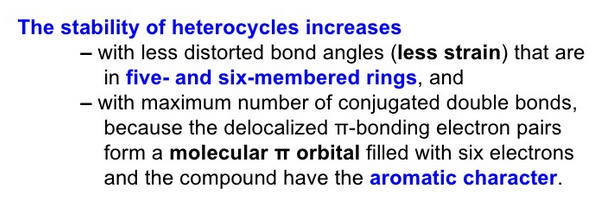 The stability of heterocycles increases
– with less distorted bond angles (less strain) that are
in five- and six-membered rings, and
– with maximum number of conjugated double bonds,
because the delocalized π-bonding electron pairs
form a molecular π orbital filled with six electrons
and the compound have the aromatic character.